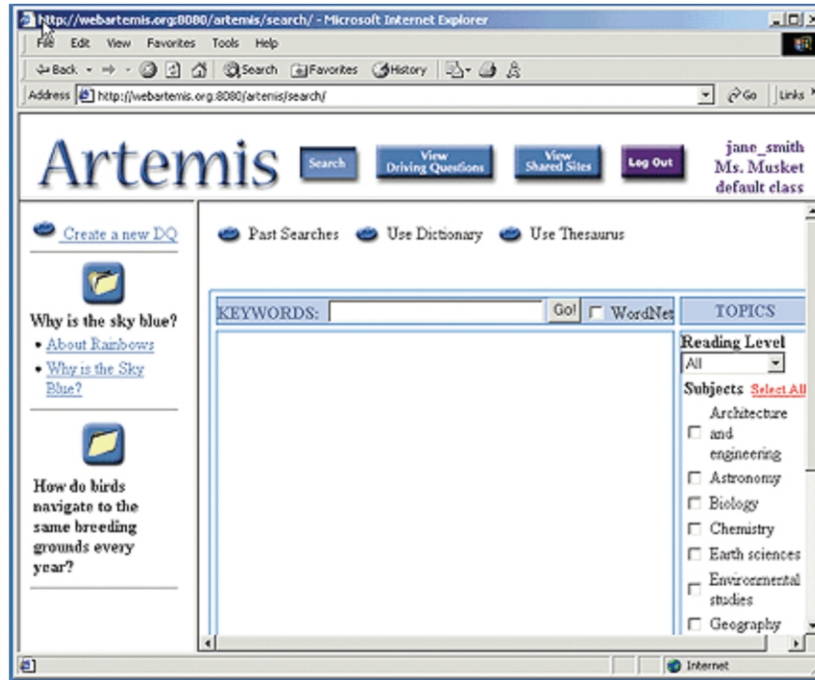 http://webartemis.org:8080/artemis/search/ - Microsoft Internet Explorer
File Edit View Favorites Tools Help
Back Search Favorites History
Address http://webartemis.org:8080/artemis/search/ Go Links
Artemis
Search
View
Driving Questions
View
Shared Sites
Log Out
jane_smith
Ms. Musket
default class
Create a new DQ
Why is the sky blue?
About Rainbows
Why is the Sky
Blue?
How do birds
navigate to the
same breeding
grounds every
year?
Past Searches Use Dictionary Use Thesaurus
KEYWORDS: Go! WordNet
TOPICS
Reading Level
All
Subjects Select All
Architecture
and
engineering
Astronomy
Biology
Chemistry
Earth sciences
Environmental
studies
Geography
Internet